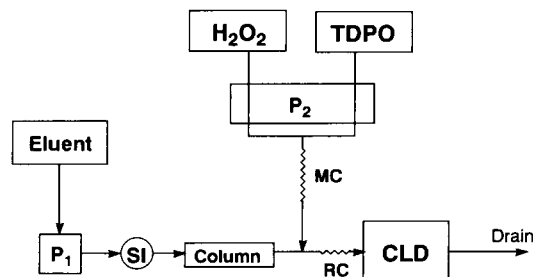 H₂O₂
TDPO
P₂
Eluent
MC
P₁
SI
Column
RC
CLD
Drain